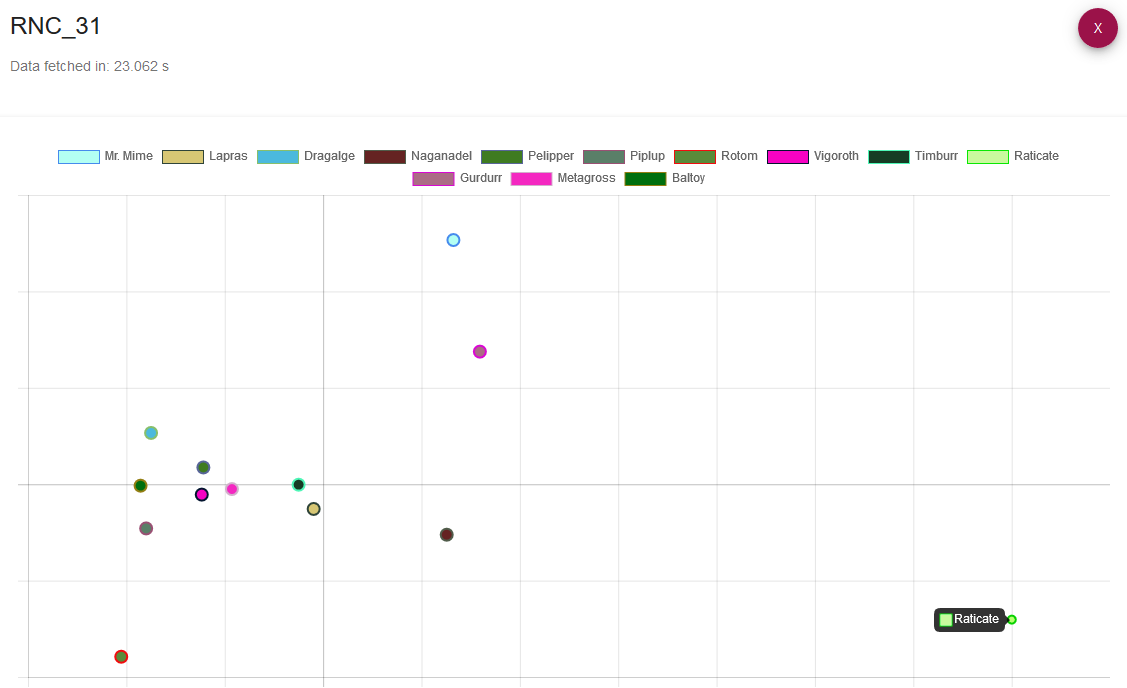 RNC_31
X
Data fetched in: 23.062 s
Mr. Mime Lapras Dragalge Naganadel Pelipper Piplup Rotom Vigoroth Timburr Raticate
Gurdurr Metagross Baltoy
Raticate